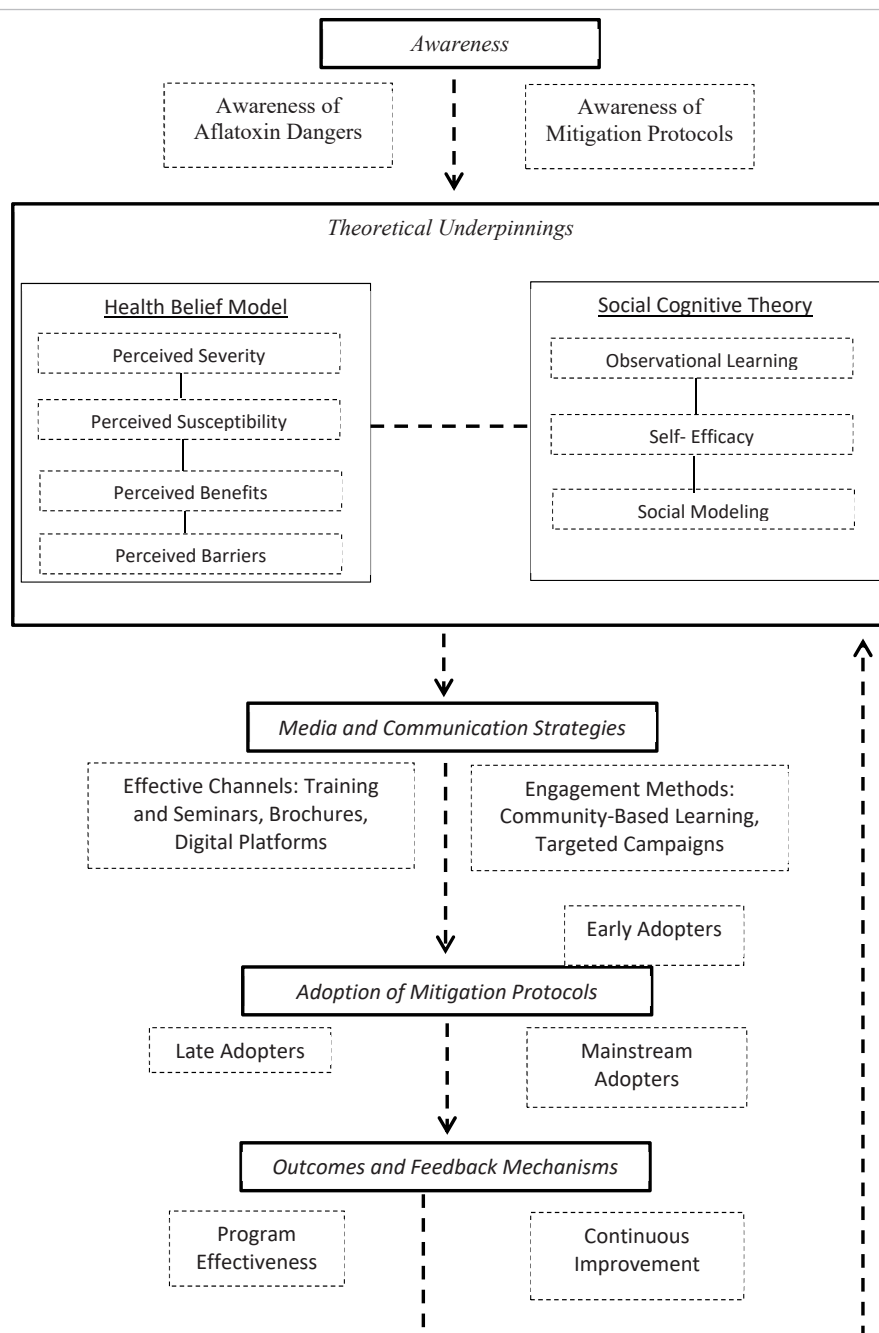 Awareness
Awareness of
Aflatoxin Dangers
Awareness of
Mitigation Protocols
Theoretical Underpinnings
Health Belief Model
Perceived Severity
Perceived Susceptibility
Perceived Benefits
Perceived Barriers
Social Cognitive Theory
Observational Learning
Self- Efficacy
Social Modeling
Media and Communication Strategies
Effective Channels: Training
and Seminars, Brochures,
Digital Platforms
Engagement Methods:
Community-Based Learning,
Targeted Campaigns
Early Adopters
Adoption of Mitigation Protocols
Late Adopters
Mainstream
Adopters
Outcomes and Feedback Mechanisms
Program
Effectiveness
Continuous
Improvement